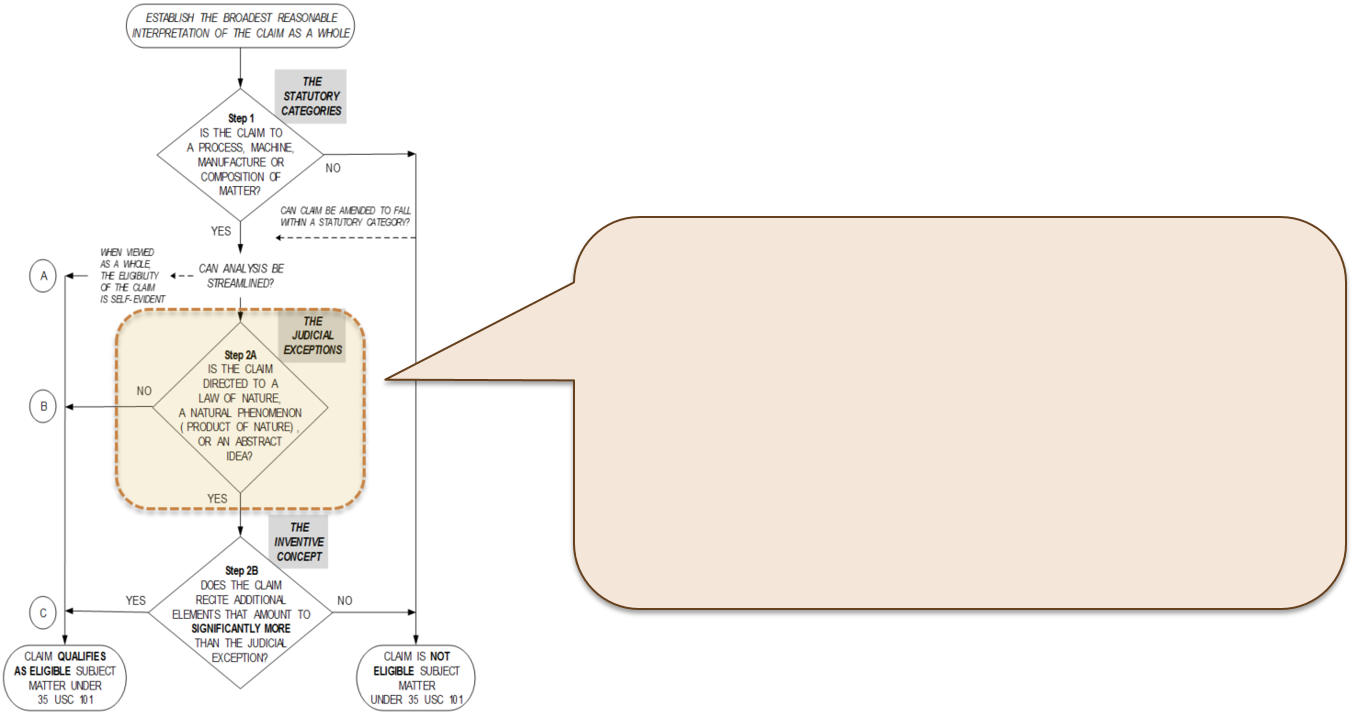 ESTABLISH THE BROADEST REASONABLE
INTERPRETATION OF THE CLAIM AS A WHOLE
THE
STATUTORY
CATEGORIES
Step 1
IS THE CLAIM TO
A PROCESS, MACHINE,
MANUFACTURE OR
COMPOSITION OF
MATTER?
NO
CAN CLAIM BE AMENDED TO FALL
WITHIN A STATUTORY CATEGORY?
YES
WHEN VIEWED
AS A WHOLE,
THE ELIGIBILITY
OF THE CLAIM
IS SELF-EVIDENT
A
CAN ANALYSIS BE
STREAMLINED?
THE
JUDICIAL
EXCEPTIONS
Step 2A
IS THE CLAIM
DIRECTED TO A
LAW OF NATURE,
A NATURAL PHENOMENON
( PRODUCT OF NATURE) ,
OR AN ABSTRACT
IDEA?
NO
B
YES
THE
INVENTIVE
CONCEPT
Step 2B
DOES THE CLAIM
RECITE ADDITIONAL
ELEMENTS THAT AMOUNT TO
SIGNIFICANTLY MORE
THAN THE JUDICIAL
EXCEPTION?
YES
NO
C
CLAIM QUALIFIES
AS ELIGIBLE SUBJECT
MATTER UNDER
35 USC 101
CLAIM IS NOT
ELIGIBLE SUBJECT
MATTER
UNDER 35 USC 101